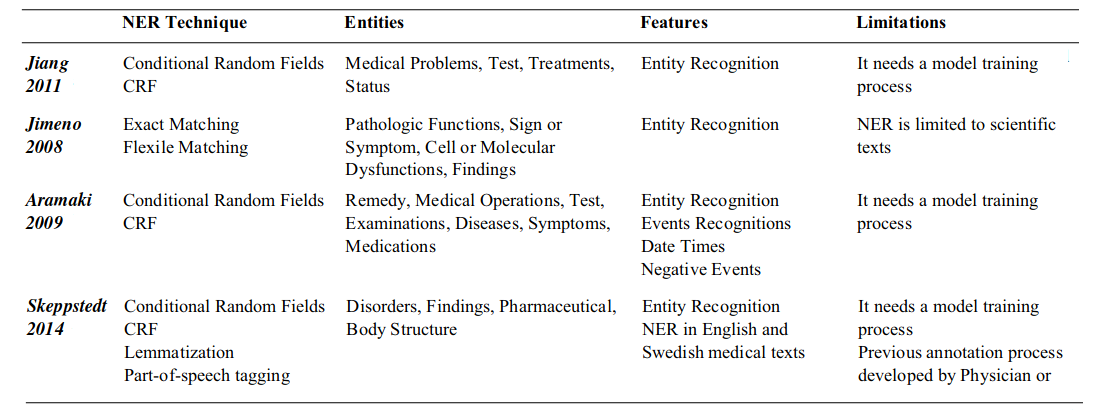 NER Technique Entities Features Limitations
Jiang Conditional Random Fields Medical Problems, Test, Treatments, Entity Recognition It needs a model training
2011 CRF Status process
Jimeno Exact Matching Pathologic Functions, Sign or Entity Recognition NER is limited to scientific
2008 Flexile Matching Symptom, Cell or Molecular texts
Dysfunctions, Findings
Aramaki Conditional Random Fields Remedy, Medical Operations, Test, Entity Recognition It needs a model training
2009 CRF Examinations, Diseases, Symptoms, Events Recognitions process
Medications Date Times
Negative Events
Skeppstedt Conditional Random Fields Disorders, Findings, Pharmaceutical, Entity Recognition It needs a model training
2014 CRF Body Structure NER in English and process
Lemmatization Swedish medical texts Previous annotation process
Part-of-speech tagging developed by Physician or